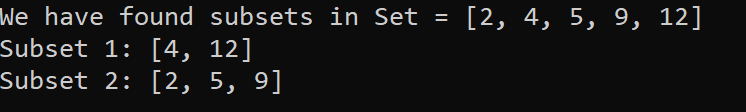 We have found subsets in Set = [2, 4, 5, 9, 12]
Subset 1: [4, 12]
Subset 2: [2, 5, 9]